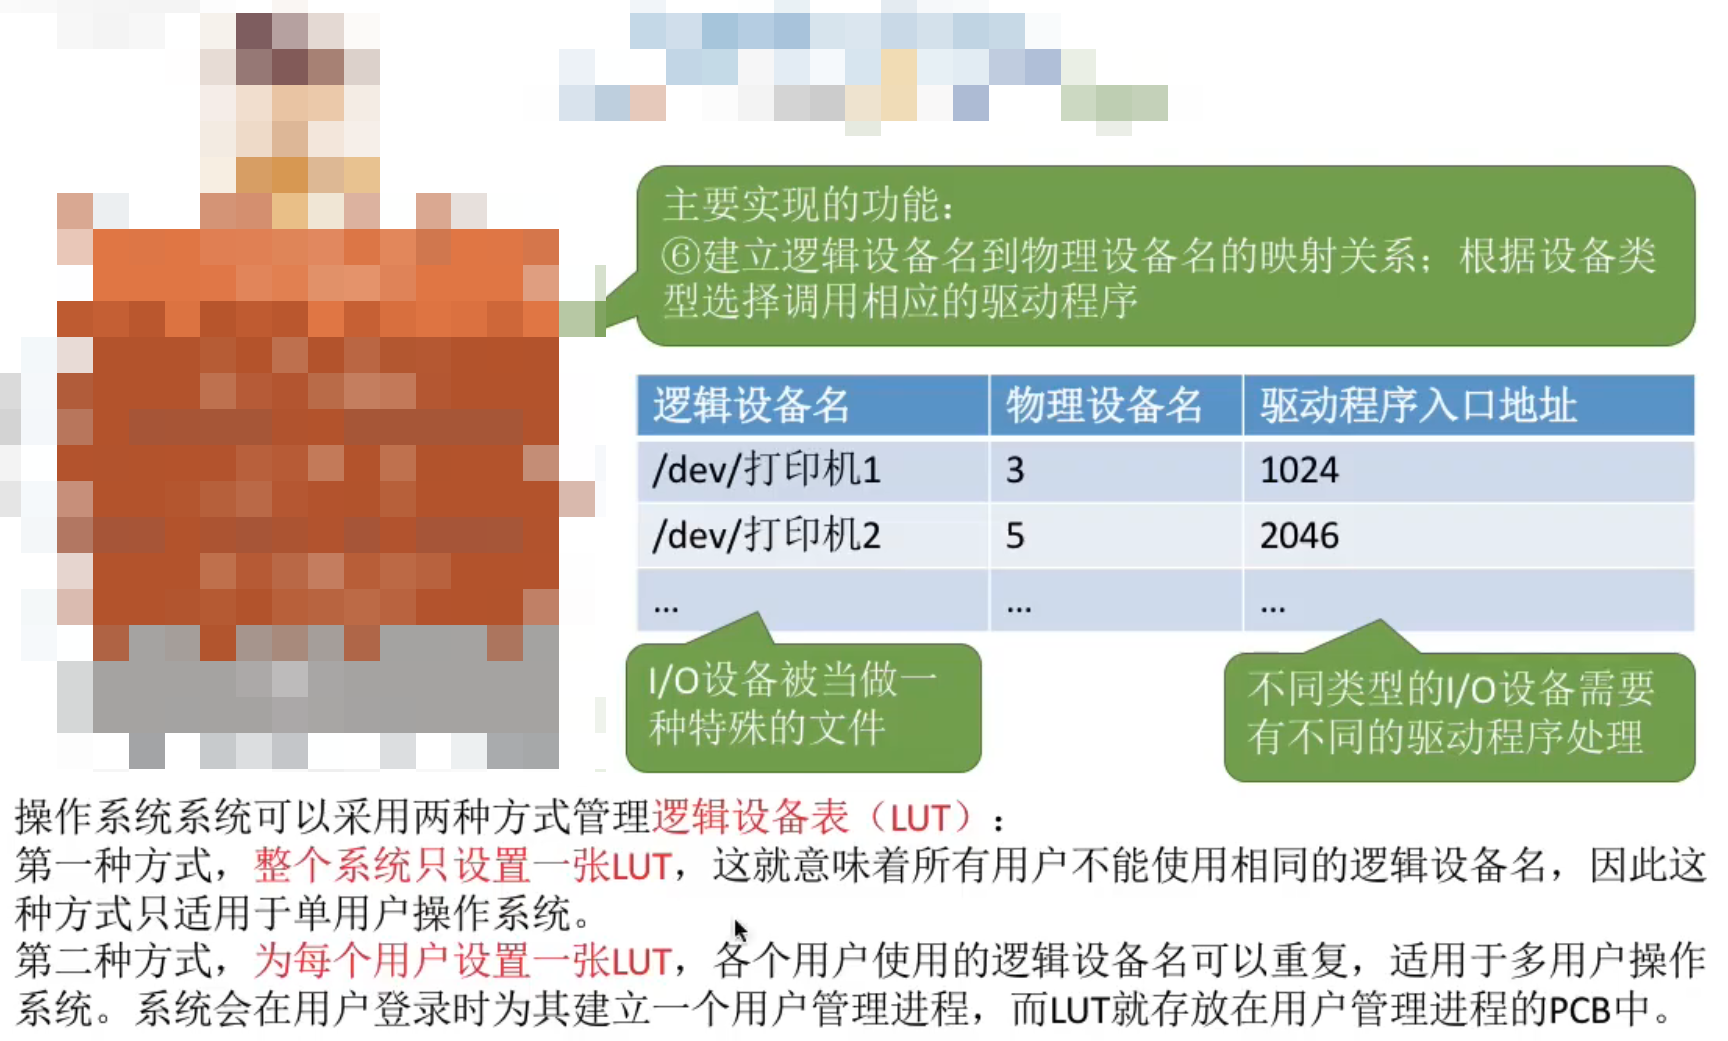 主要实现的功能：
⑥建立逻辑设备名到物理设备名的映射关系；根据设备类
型选择调用相应的驱动程序
逻辑设备名 物理设备名 驱动程序入口地址
/dev/打印机1 3 1024
/dev/打印机2 5 2046
... ... ...
I/O设备被当做一
种特殊的文件
不同类型的I/O设备需要
有不同的驱动程序处理
操作系统系统可以采用两种方式管理逻辑设备表（LUT）：
第一种方式，整个系统只设置一张LUT，这就意味着所有用户不能使用相同的逻辑设备名，因此这
种方式只适用于单用户操作系统。
第二种方式，为每个用户设置一张LUT，各个用户使用的逻辑设备名可以重复，适用于多用户操作
系统。系统会在用户登录时为其建立一个用户管理进程，而LUT就存放在用户管理进程的PCB中。